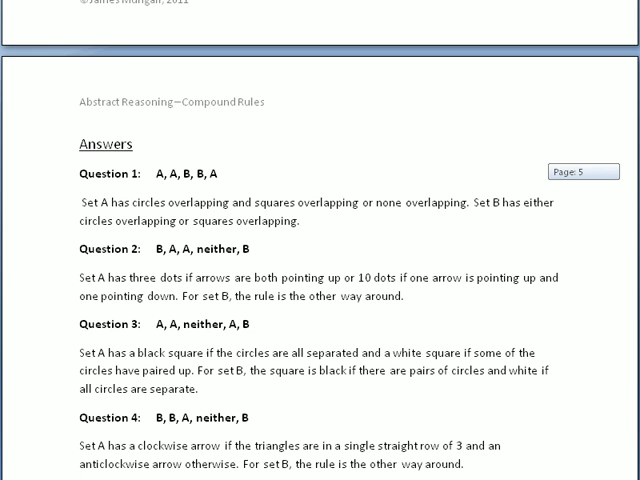 ©James Mulligan, 2011
Abstract Reasoning—Compound Rules
Answers
Question 1: A, A, B, B, A
Page: 5
Set A has circles overlapping and squares overlapping or none overlapping. Set B has either
circles overlapping or squares overlapping.
Question 2: B, A, A, neither, B
Set A has three dots if arrows are both pointing up or 10 dots if one arrow is pointing up and
one pointing down. For set B, the rule is the other way around.
Question 3: A, A, neither, A, B
Set A has a black square if the circles are all separated and a white square if some of the
circles have paired up. For set B, the square is black if there are pairs of circles and white if
all circles are separate.
Question 4: B, B, A, neither, B
Set A has a clockwise arrow if the triangles are in a single straight row of 3 and an
anticlockwise arrow otherwise. For set B, the rule is the other way around.